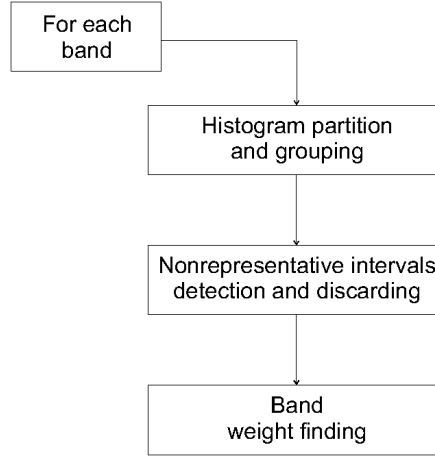 For each
band
Histogram partition
and grouping
Nonrepresentative intervals
detection and discarding
Band
weight finding